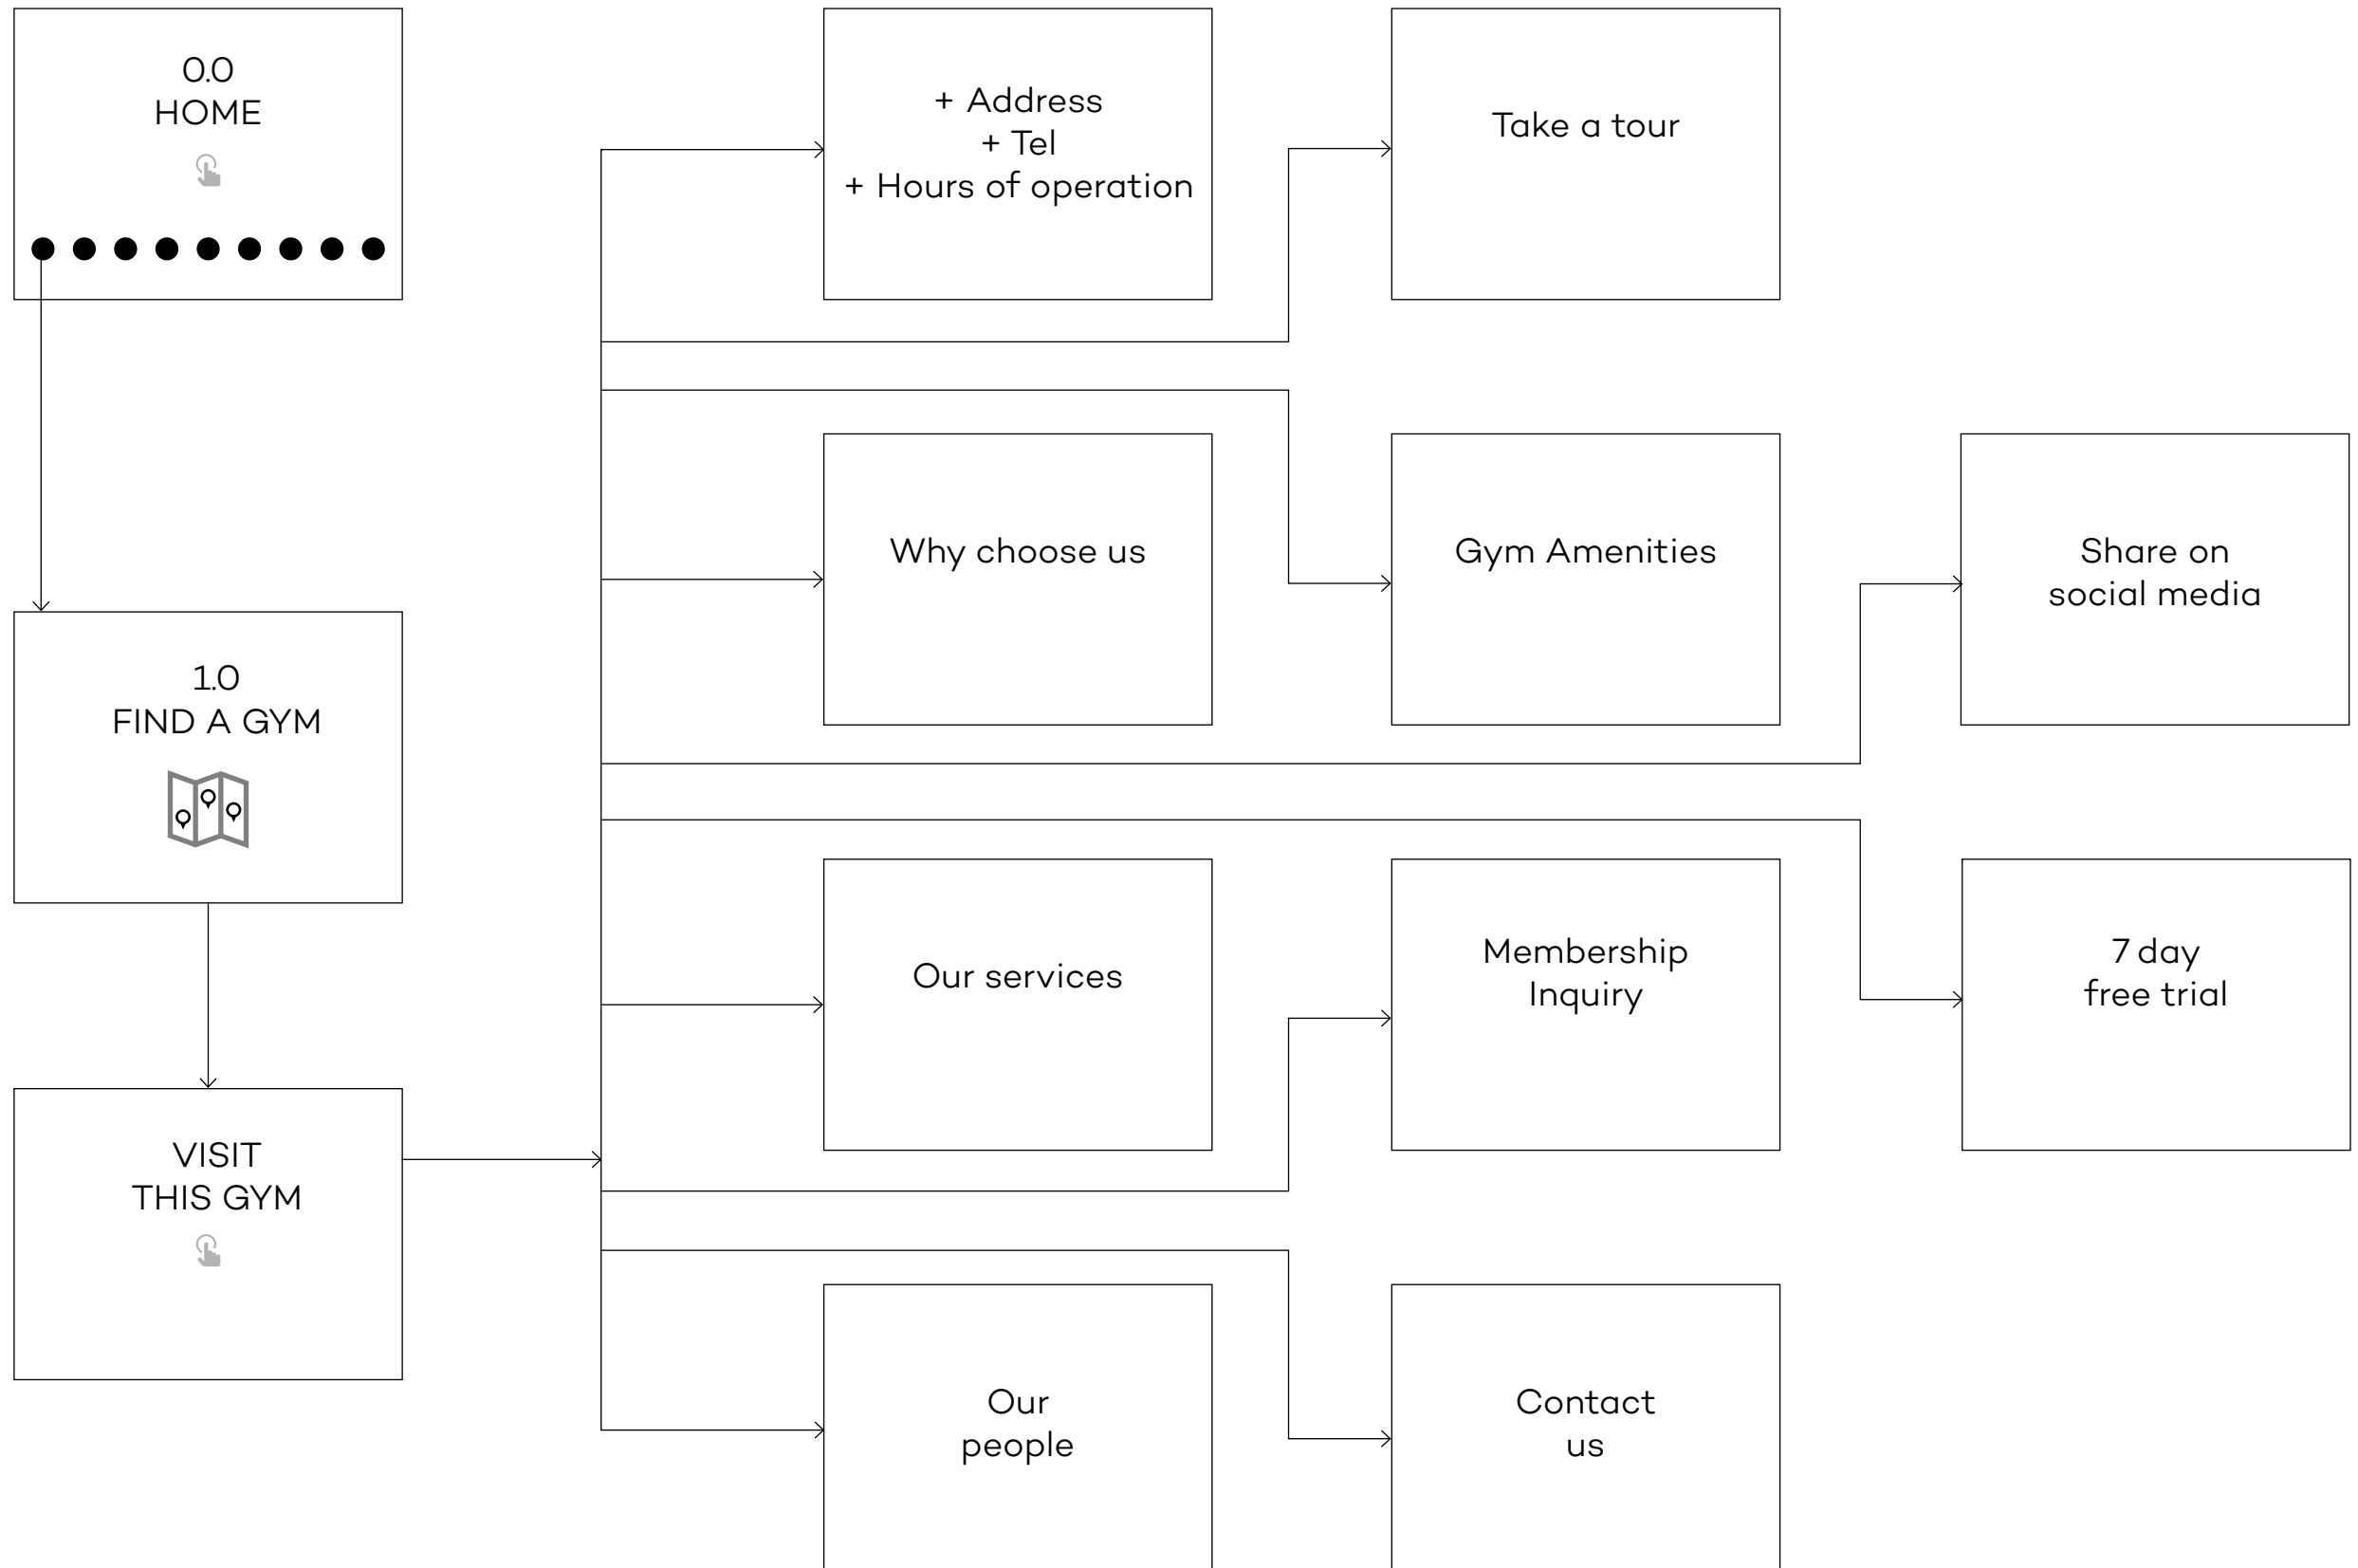 0.0
HOME
+ Address
+ Tel
+ Hours of operation
Take a tour
Why choose us
Gym Amenities
Share on
social media
1.0
FIND A GYM
Our services
Membership
Inquiry
7 day
free trial
VISIT
THIS GYM
Our
people
Contact
us